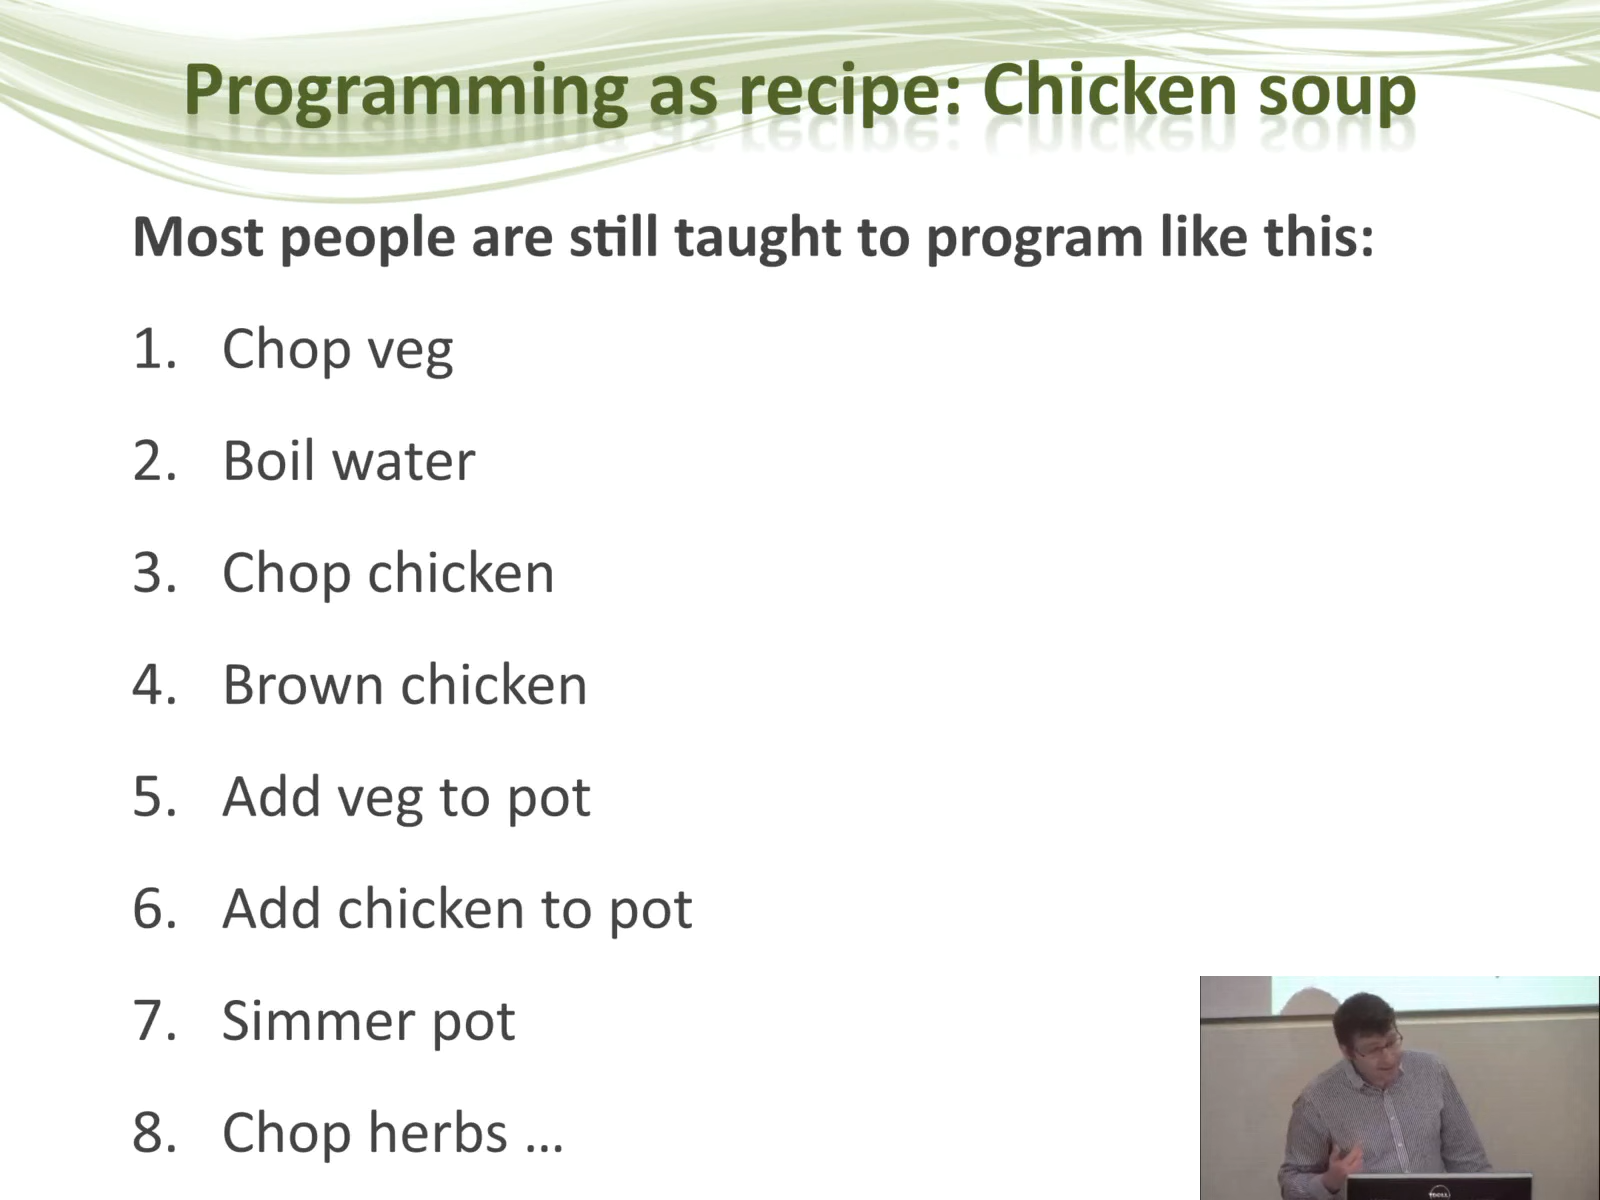 Programming as recipe: Chicken soup
Most people are still taught to program like this:
1. Chop veg
2. Boil water
3. Chop chicken
4. Brown chicken
5. Add veg to pot
6. Add chicken to pot
7. Simmer pot
8. Chop herbs ...
DELL